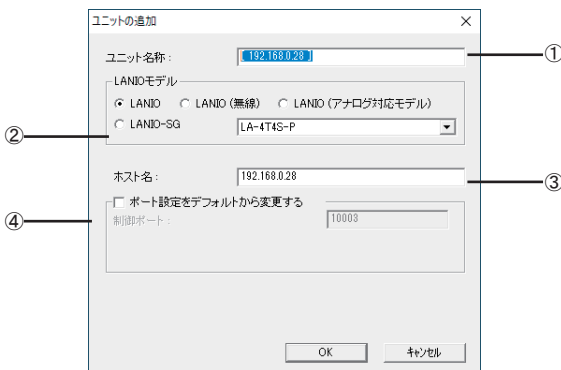 ユニットの追加
ユニット名称： [ 192.168.0.28 ] ①
LANIOモデル
LANIO LANIO（無線） LANIO（アナログ対応モデル）
② LANIO-SG LA-4T4S-P
ホスト名： 192.168.0.28 ③
ポート設定をデフォルトから変更する
④ 制御ポート： 10003
OK キャンセル